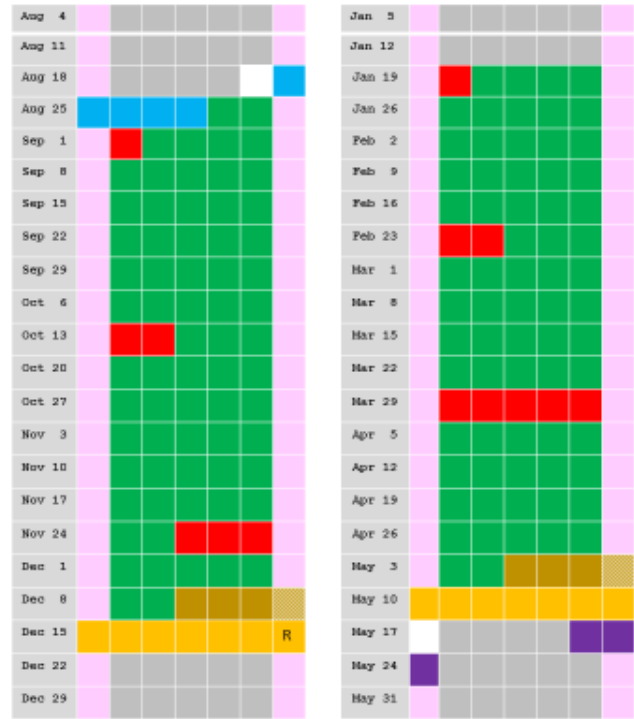 Aug 4
Aug 11
Aug 18
Aug 25
Sep 1
Sep 8
Sep 15
Sep 22
Sep 29
Oct 6
Oct 13
Oct 20
Oct 27
Nov 3
Nov 10
Nov 17
Nov 24
Dec 1
Dec 8
Dec 15 R
Dec 22
Dec 29
Jan 5
Jan 12
Jan 19
Jan 26
Feb 2
Feb 9
Feb 16
Feb 23
Mar 1
Mar 8
Mar 15
Mar 22
Mar 29
Apr 5
Apr 12
Apr 19
Apr 26
May 3
May 10
May 17
May 24
May 31